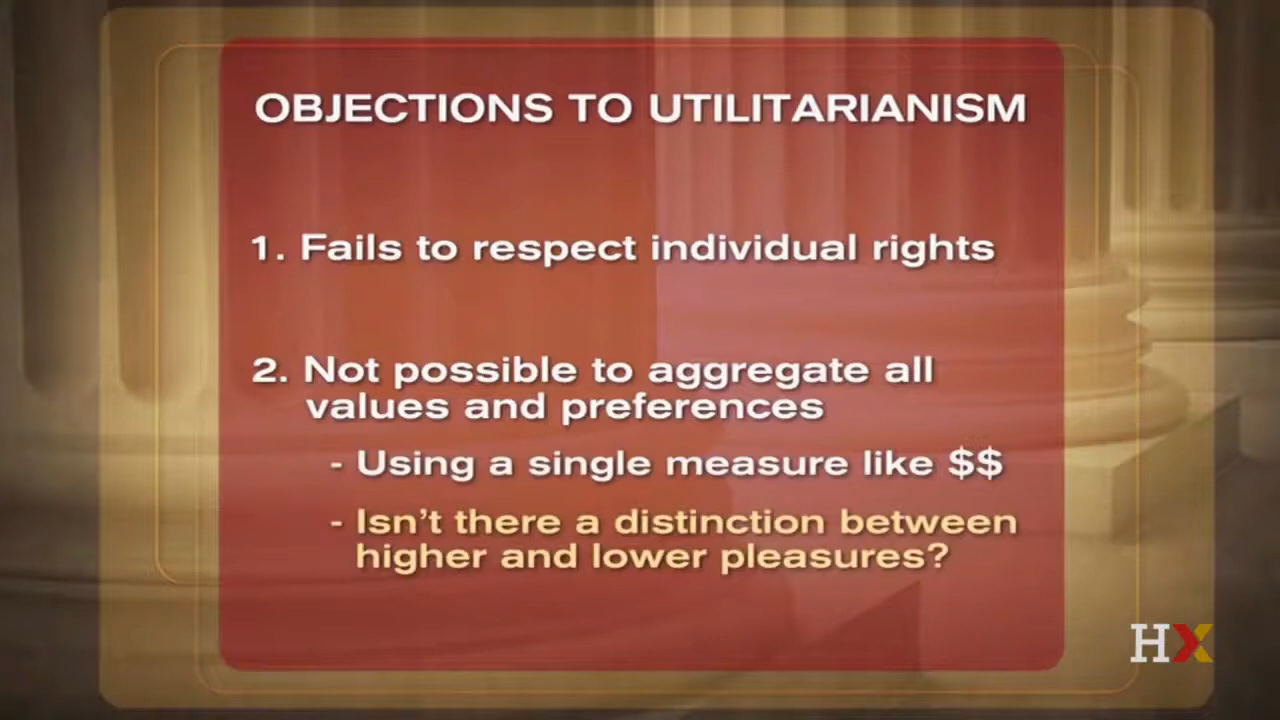 OBJECTIONS TO UTILITARIANISM
1. Fails to respect individual rights
2. Not possible to aggregate all
values and preferences
- Using a single measure like $$
- Isn't there a distinction between
higher and lower pleasures?
HX